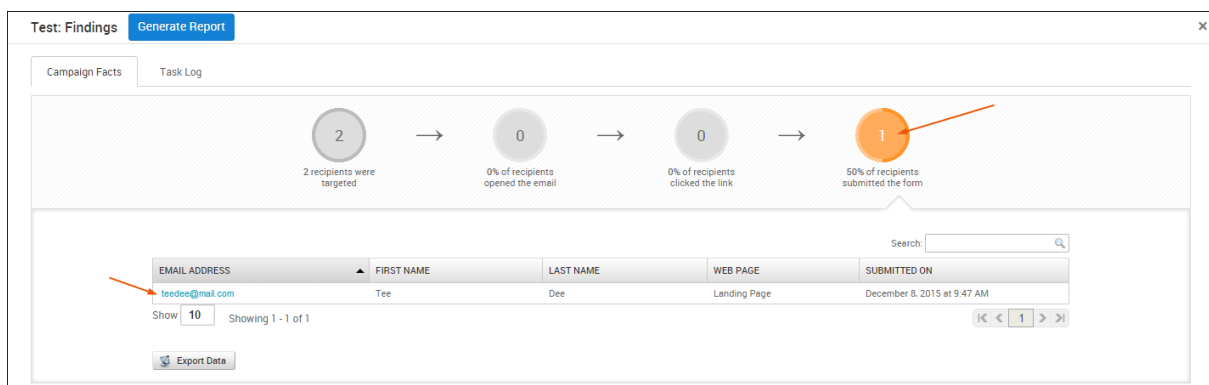 Test: Findings Generate Report ×
Campaign Facts Task Log
2 0 0 1
2 recipients were targeted
0% of recipients opened the email
0% of recipients clicked the link
50% of recipients submitted the form
Search:
EMAIL ADDRESS FIRST NAME LAST NAME WEB PAGE SUBMITTED ON
teedee@mail.com Tee Dee Landing Page December 8, 2015 at 9:47 AM
Show 10 Showing 1 - 1 of 1 1
Export Data